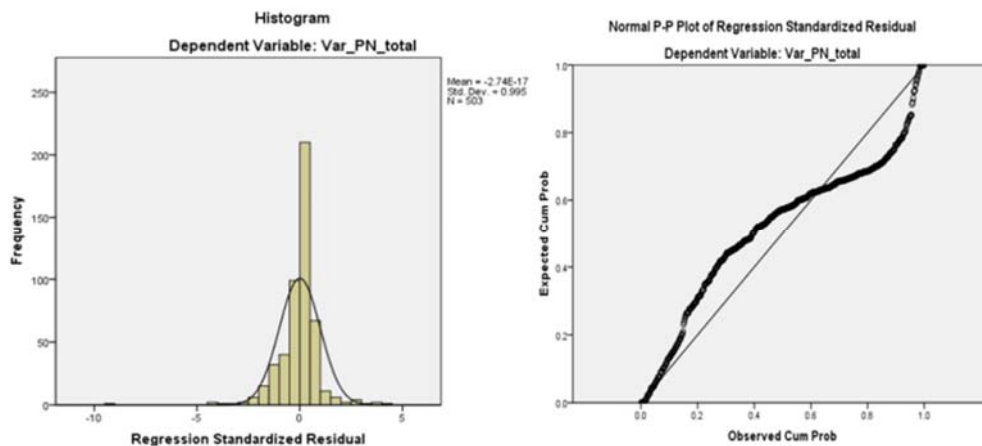 Histogram
Dependent Variable: Var_PN_total
Mean = -2.74E-17
Std. Dev. = 0.995
N = 503
250
200
150
100
50
0
Frequency
-10
-5
0
5
Regression Standardized Residual
Normal P-P Plot of Regression Standardized Residual
Dependent Variable: Var_PN_total
1.0
0.8
0.6
0.4
0.2
0.0
Expected Cum Prob
0.0
0.2
0.4
0.6
0.8
1.0
Observed Cum Prob